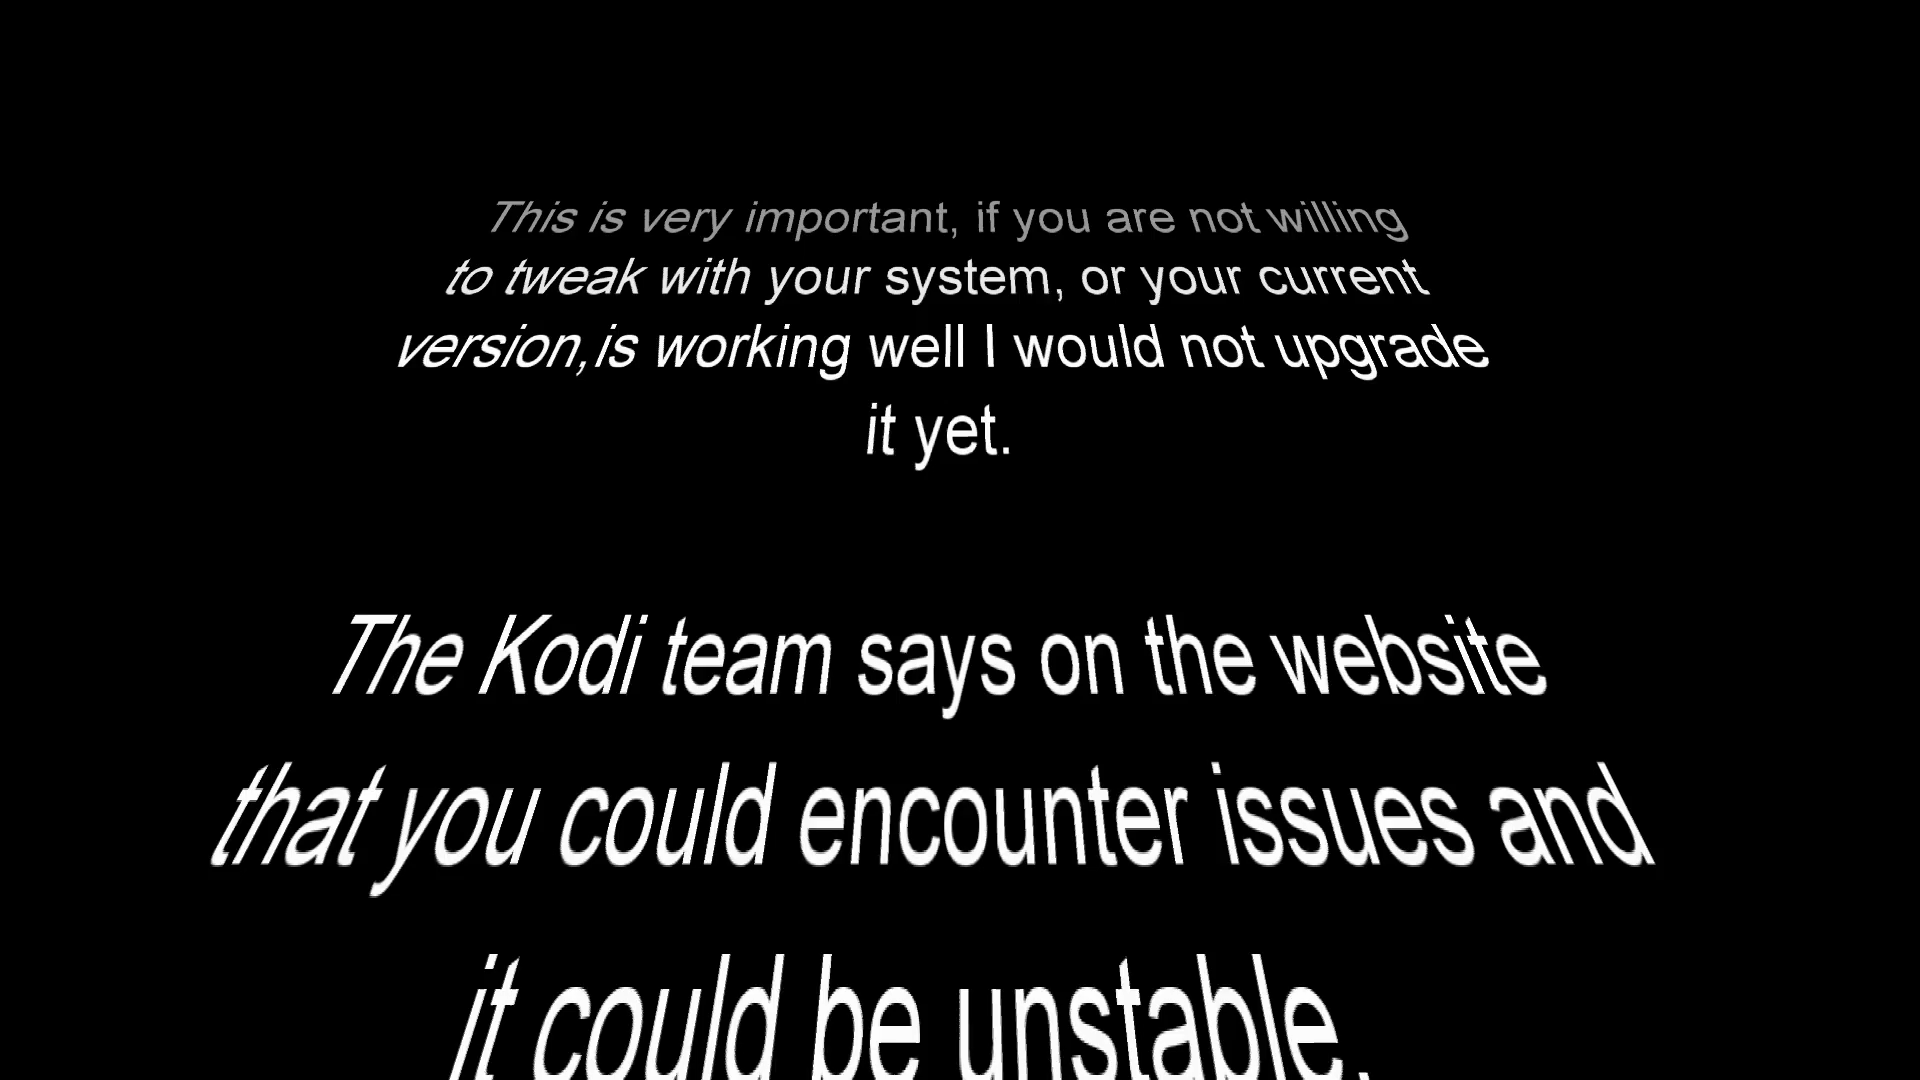 This is very important, if you are not willing
to tweak with your system, or your current
version,is working well I would not upgrade
it yet.
The Kodi team says on the website
that you could encounter issues and
it could be unstable.